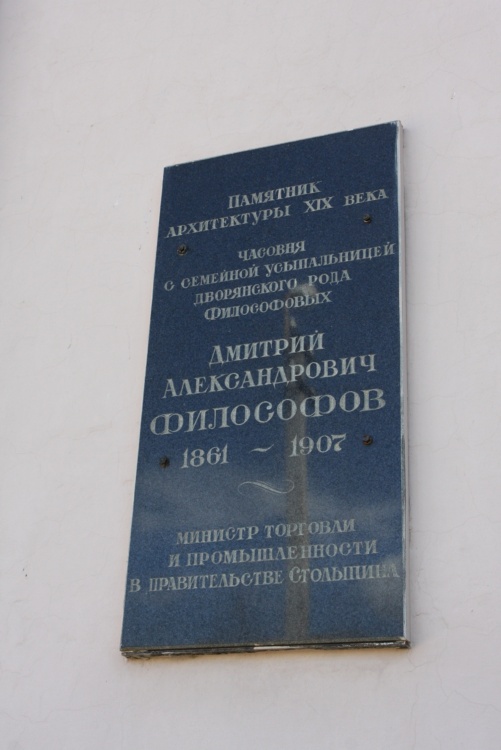 Памятник
архитектуры XIX века
часовня
с семейной усыпальницей
дворянского рода
Философовых
Дмитрий
Александрович
Философов
1861 ~ 1907
министр торговли
и промышленности
в правительстве Столыпина